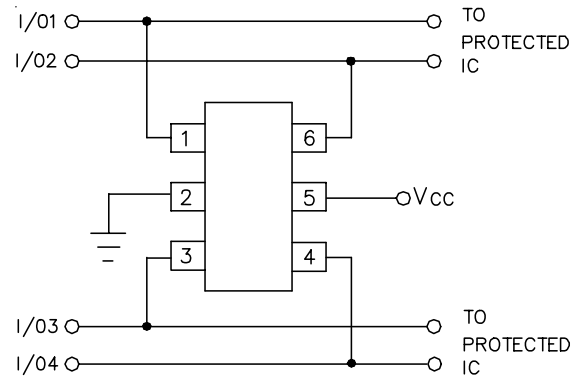 I/01
TO
PROTECTED
I/02
IC
1
6
2
5
VCC
3
4
I/03
TO
PROTECTED
I/04
IC